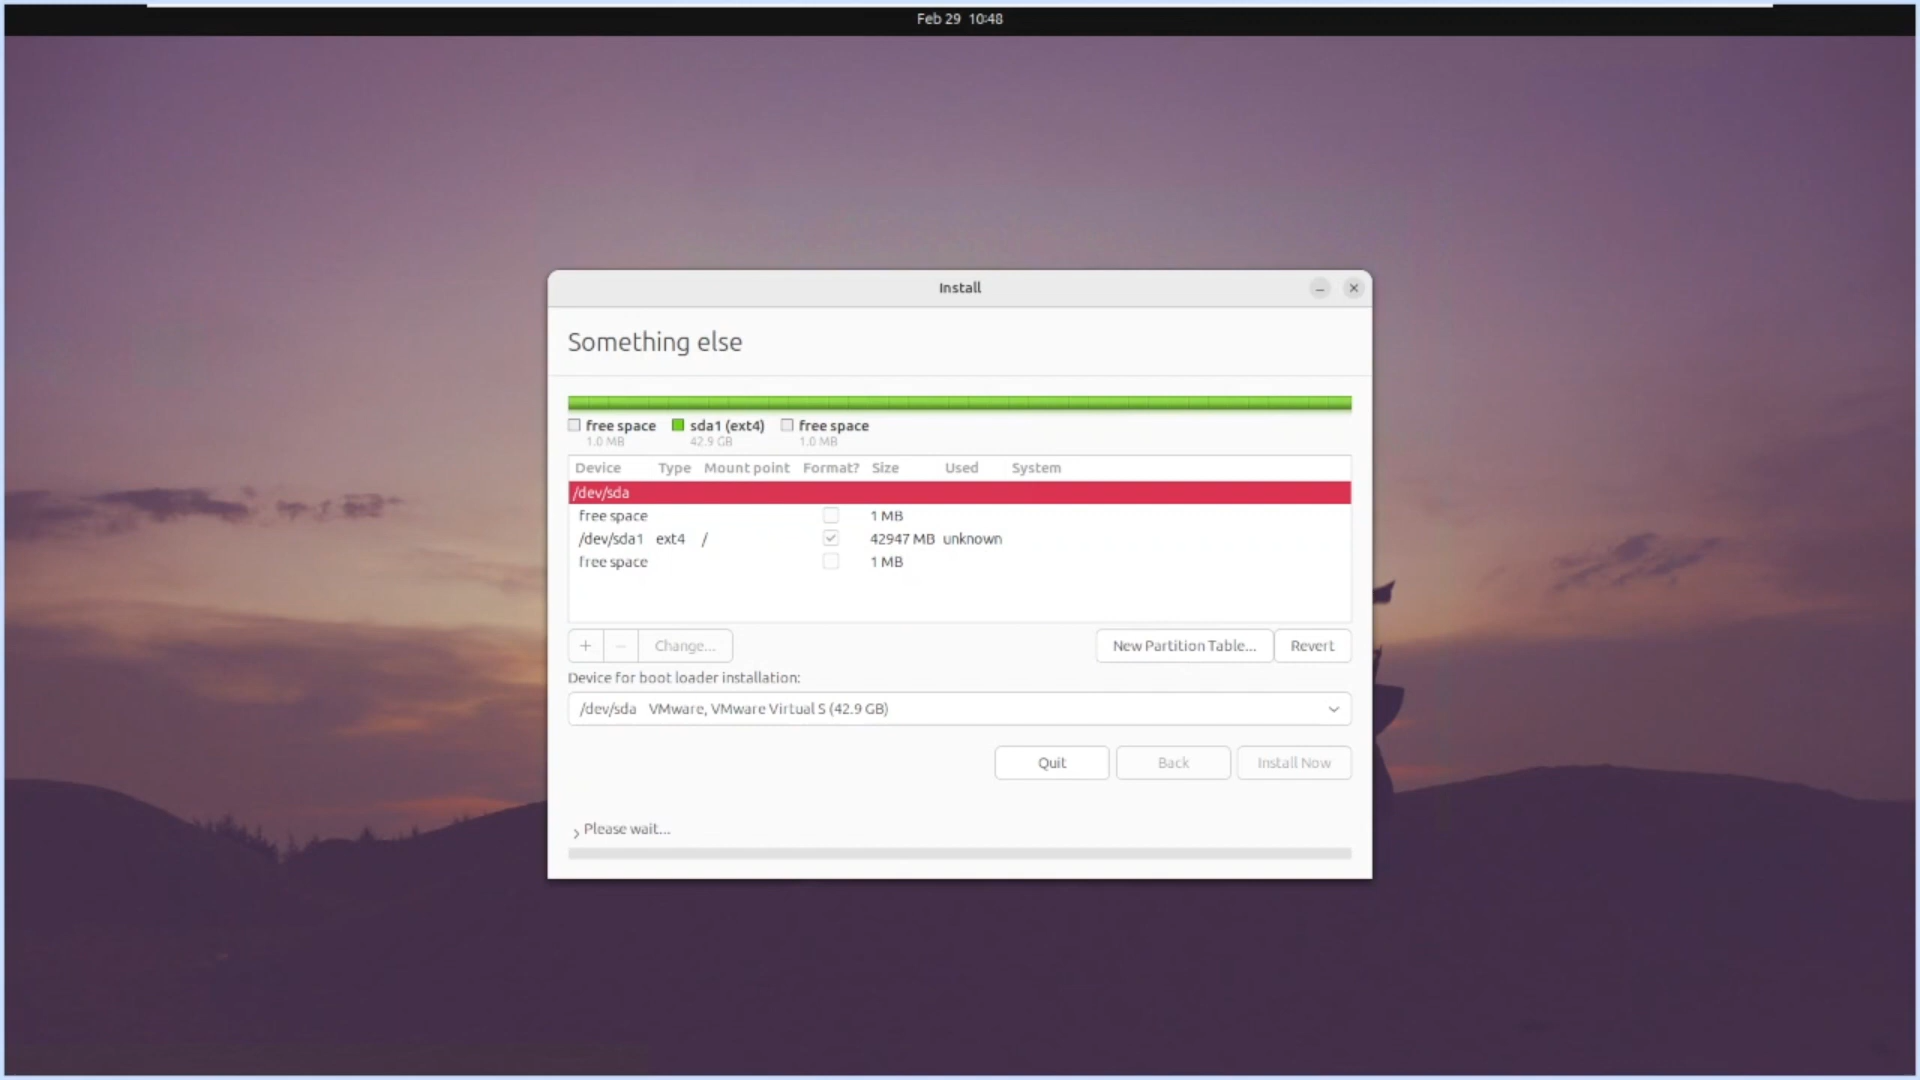 Feb 29 10:48
Install
Something else
free space sda1 (ext4) free space
1.0 MB 42.9 GB 1.0 MB
Device Type Mount point Format? Size Used System
/dev/sda
free space 1 MB
/dev/sda1 ext4 / 42947 MB unknown
free space 1 MB
+ − Change... New Partition Table... Revert
Device for boot loader installation:
/dev/sda VMware, VMware Virtual S (42.9 GB)
Quit Back Install Now
Please wait...